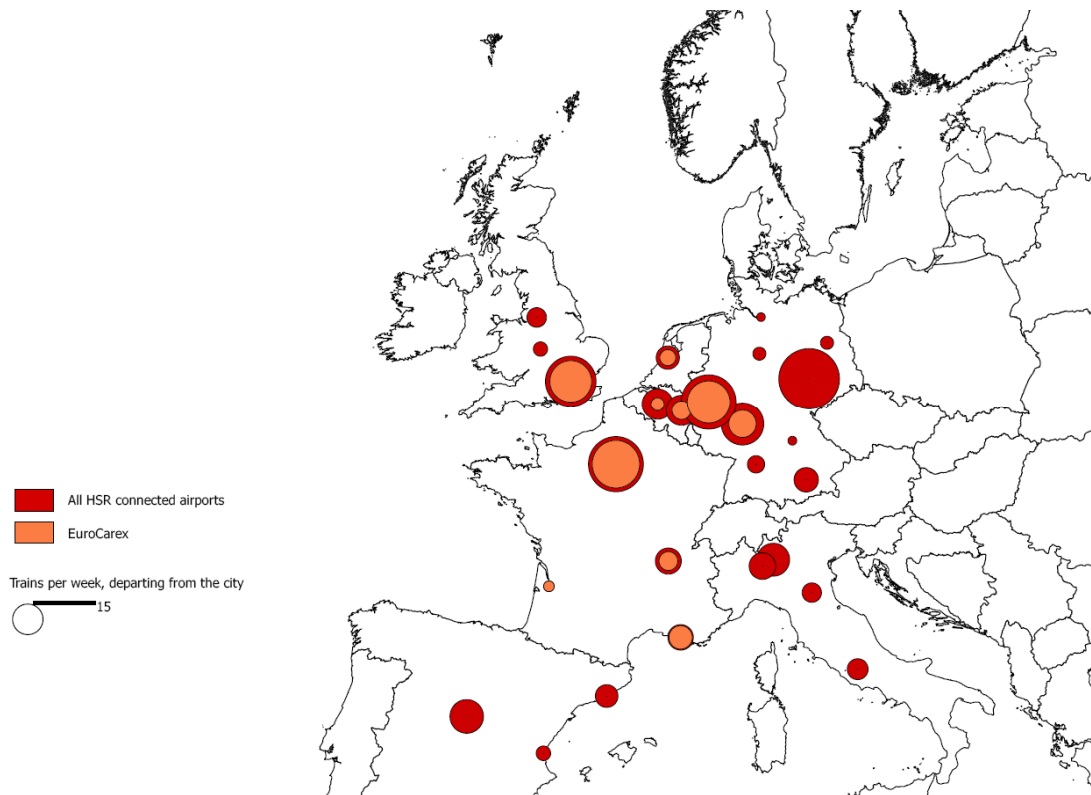 All HSR connected airports
EuroCarex
Trains per week, departing from the city
15